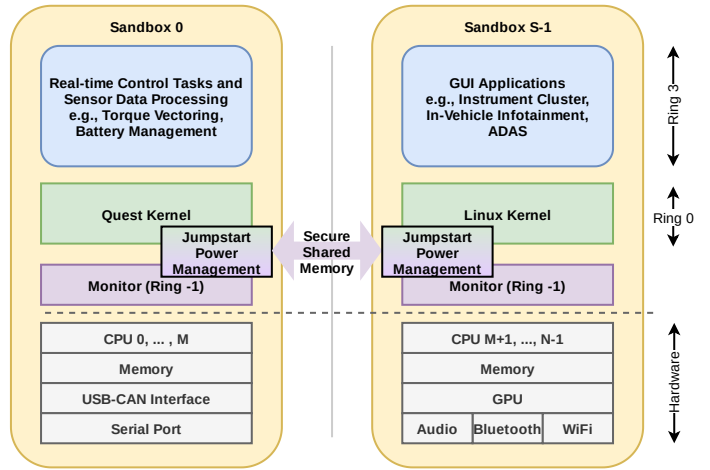 Sandbox 0
Real-time Control Tasks and
Sensor Data Processing
e.g., Torque Vectoring,
Battery Management
Quest Kernel
Jumpstart
Power
Management
Monitor (Ring -1)
CPU 0, ... , M
Memory
USB-CAN Interface
Serial Port
Secure
Shared
Memory
Sandbox S-1
GUI Applications
e.g., Instrument Cluster,
In-Vehicle Infotainment,
ADAS
Linux Kernel
Jumpstart
Power
Management
Monitor (Ring -1)
CPU M+1, ..., N-1
Memory
GPU
Audio
Bluetooth
WiFi
Ring 3
Ring 0
Hardware